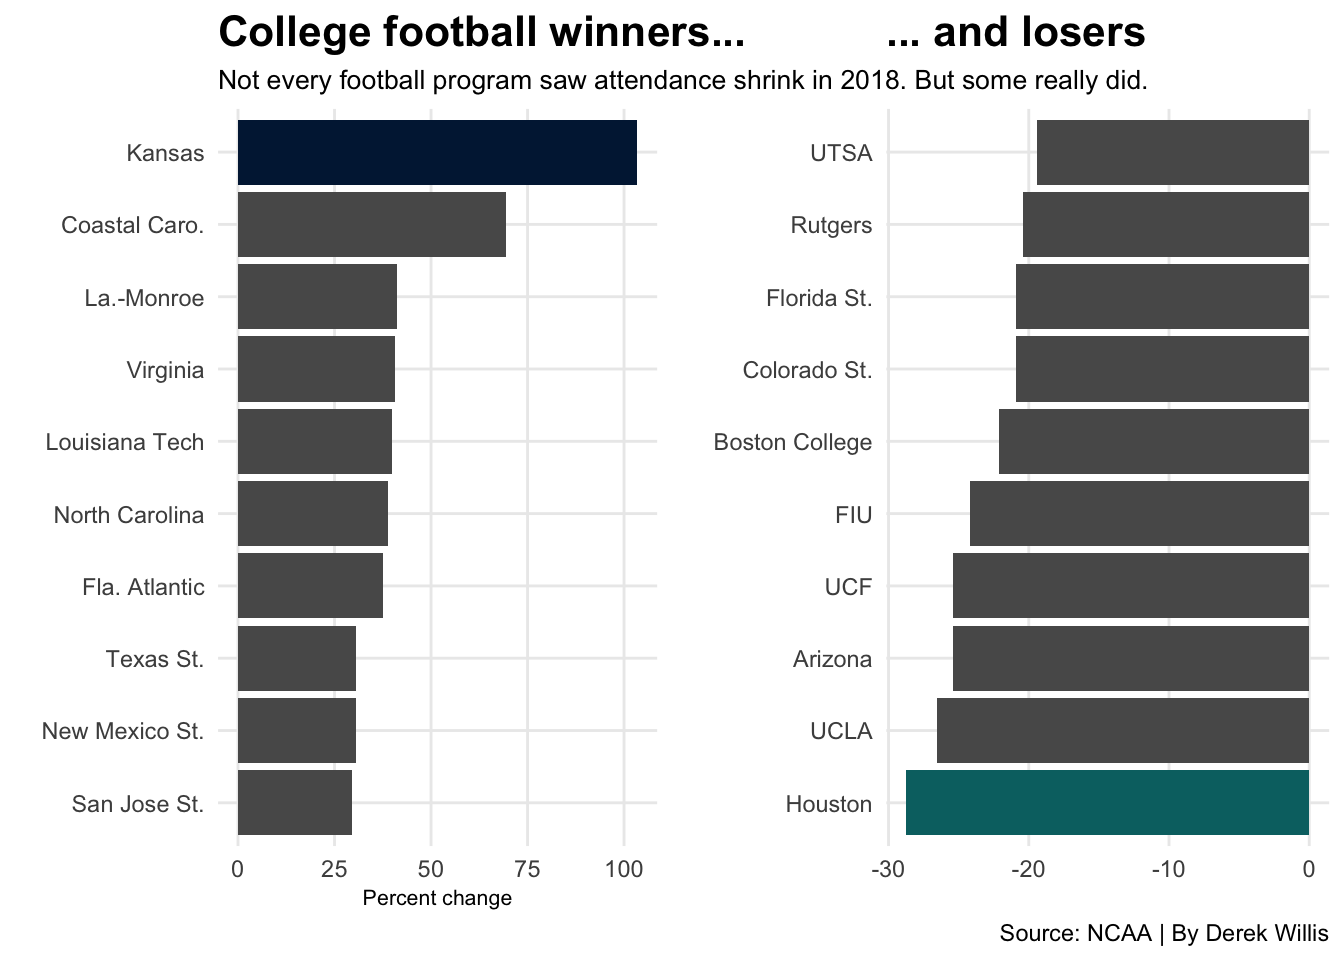 College football winners...
... and losers
Not every football program saw attendance shrink in 2018. But some really did.
Kansas
Coastal Caro.
La.-Monroe
Virginia
Louisiana Tech
North Carolina
Fla. Atlantic
Texas St.
New Mexico St.
San Jose St.
0 25 50 75 100
Percent change
UTSA
Rutgers
Florida St.
Colorado St.
Boston College
FIU
UCF
Arizona
UCLA
Houston
-30 -20 -10 0
Source: NCAA | By Derek Willis